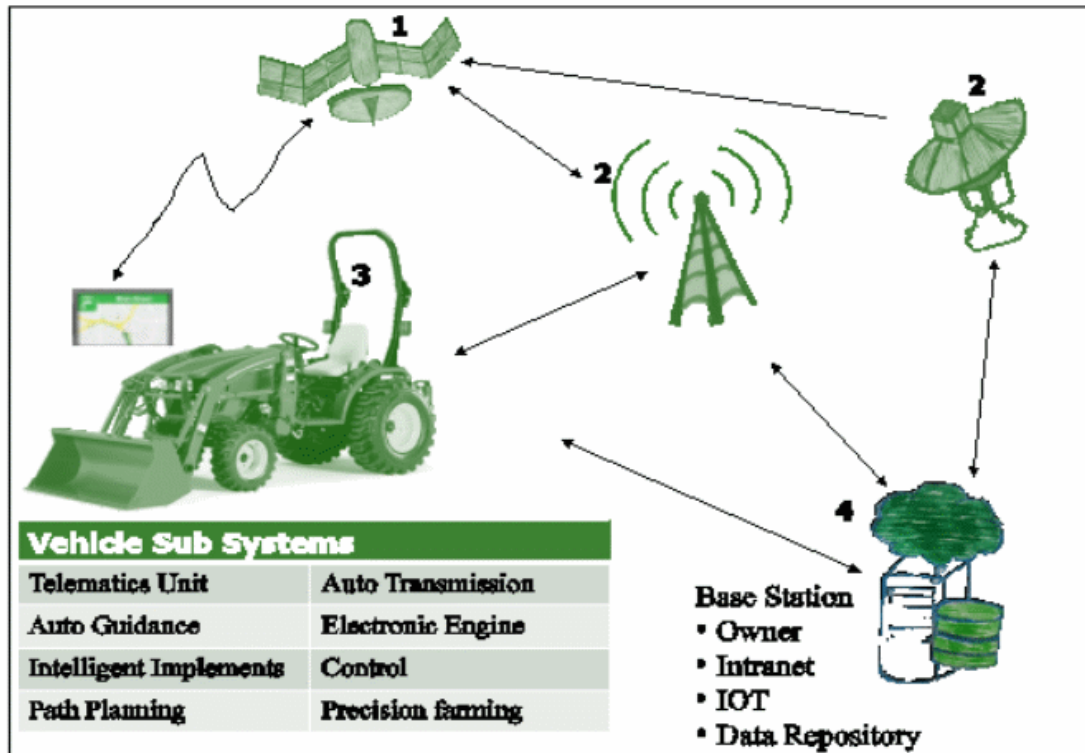 1
2
2
3
4
Vehicle Sub Systems
Telematics Unit Auto Transmission
Auto Guidance Electronic Engine
Intelligent Implements Control
Path Planning Precision farming
Base Station
• Owner
• Intranet
• IOT
• Data Repository